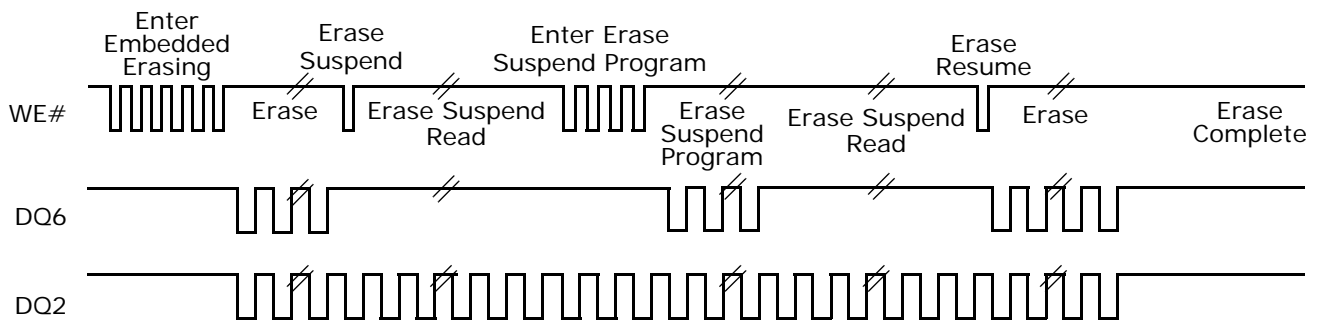 Enter
Embedded
Erasing
Erase
Suspend
Enter Erase
Suspend Program
Erase
Resume
WE#
Erase
Erase Suspend
Read
Erase
Suspend
Program
Erase Suspend
Read
Erase
Erase
Complete
DQ6
DQ2